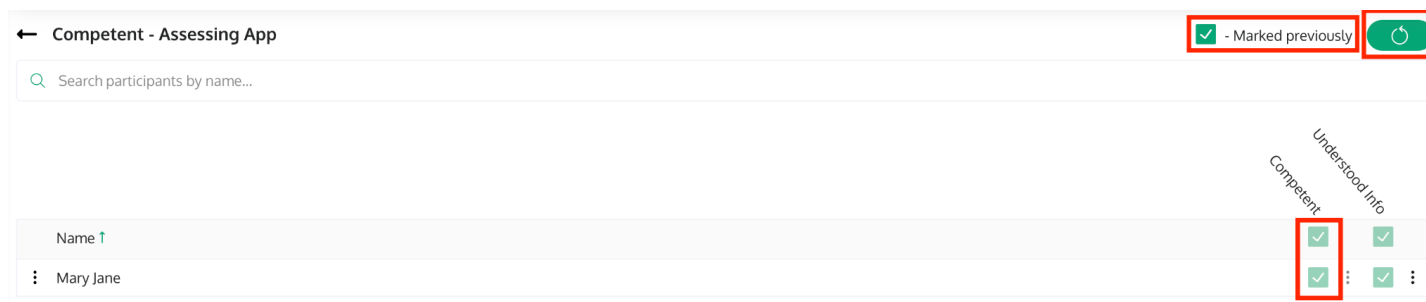 Competent - Assessing App
- Marked previously
Search participants by name...
Competent
Understood Info
Name ↑
Mary Jane